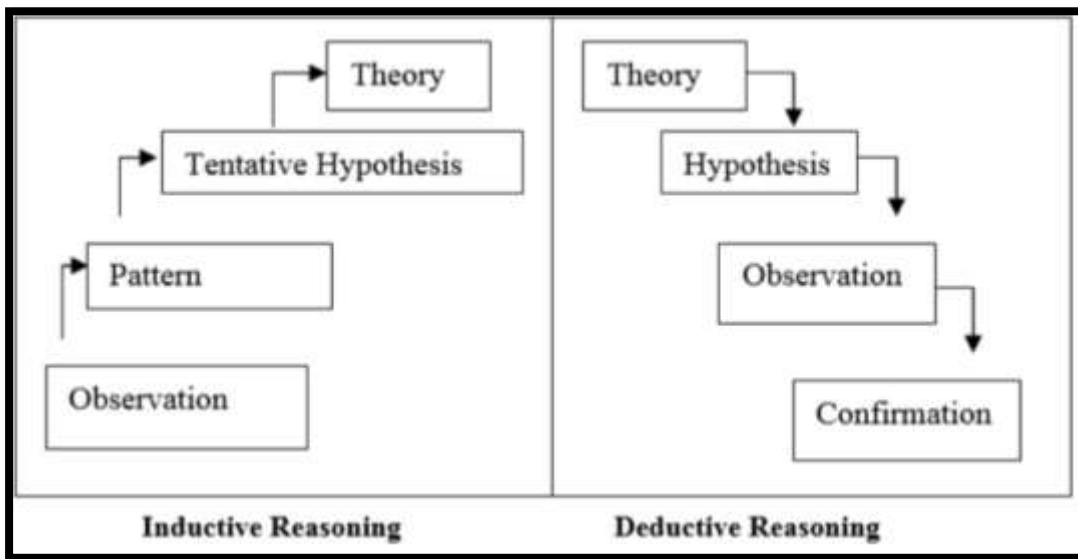 Theory
Tentative Hypothesis
Pattern
Observation
Inductive Reasoning
Theory
Hypothesis
Observation
Confirmation
Deductive Reasoning